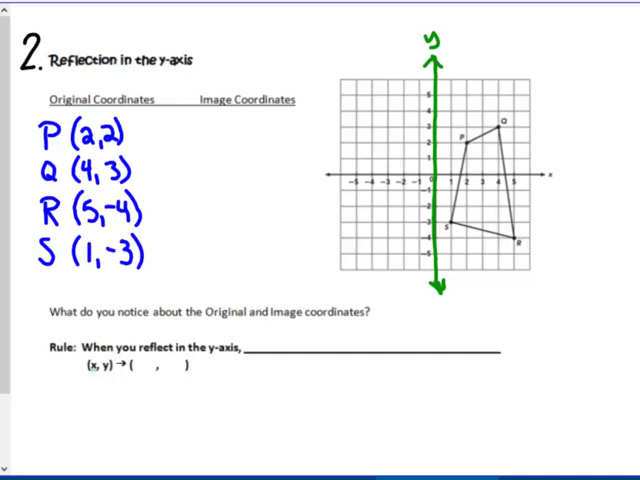 2. Reflection in the y-axis
Original Coordinates Image Coordinates
P (2,2)
Q (4, 3)
R (5, -4)
S (1, -3)
y
5
4
3
2
1
0
-1
-2
-3
-4
-5
-5 -4 -3 -2 -1 1 2 3 4 5 x
P
Q
S
R
What do you notice about the Original and Image coordinates?
Rule: When you reflect in the y-axis, ____________________
(x, y) → ( , )